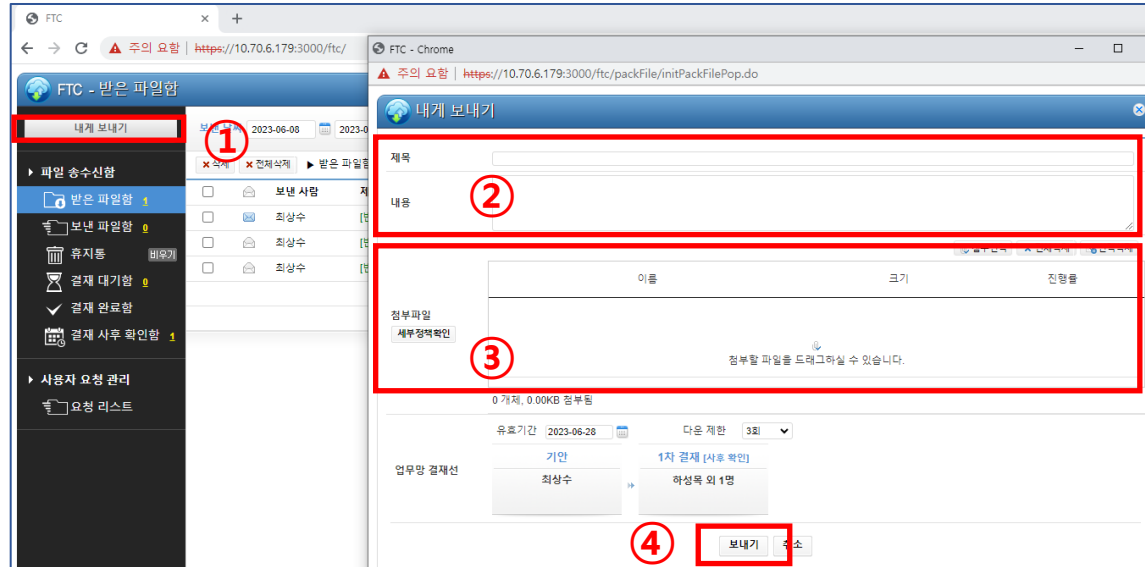 FTC
주의 요함 | https://10.70.6.179:3000/ftc/
FTC - 받은 파일함
내게 보내기
①
2023-06-08
✕삭제 ✕전체삭제 ▶ 받은 파일함
보낸 사람
최상수
최상수
최상수
▸ 파일 송수신함
받은 파일함 1
보낸 파일함 0
휴지통 비우기
결재 대기함 0
결재 완료함
결재 사후 확인함 1
▸ 사용자 요청 관리
요청 리스트
FTC - Chrome
주의 요함 | https://10.70.6.179:3000/ftc/packFile/initPackFilePop.do
내게 보내기
제목
②
내용
이름 크기 진행률
첨부파일
세부정책확인
③
첨부할 파일을 드래그하실 수 있습니다.
0 개체, 0.00KB 첨부됨
유효기간 2023-06-28 다운 제한 3회
업무망 결재선
기안 1차 결재 [사후 확인]
최상수 » 하성목 외 1명
④
보내기 취소